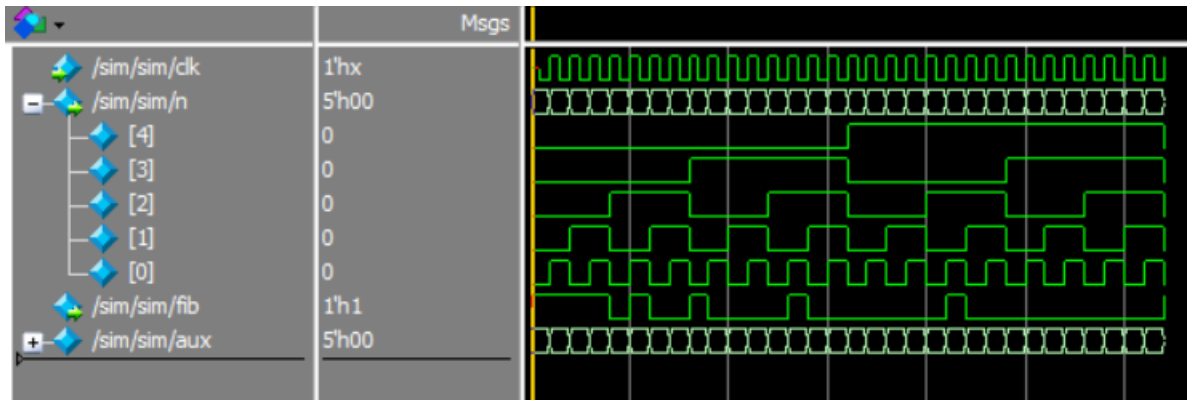 Msgs
/sim/sim/clk 1'hx
/sim/sim/n 5'h00
[4] 0
[3] 0
[2] 0
[1] 0
[0] 0
/sim/sim/fib 1'h1
/sim/sim/aux 5'h00